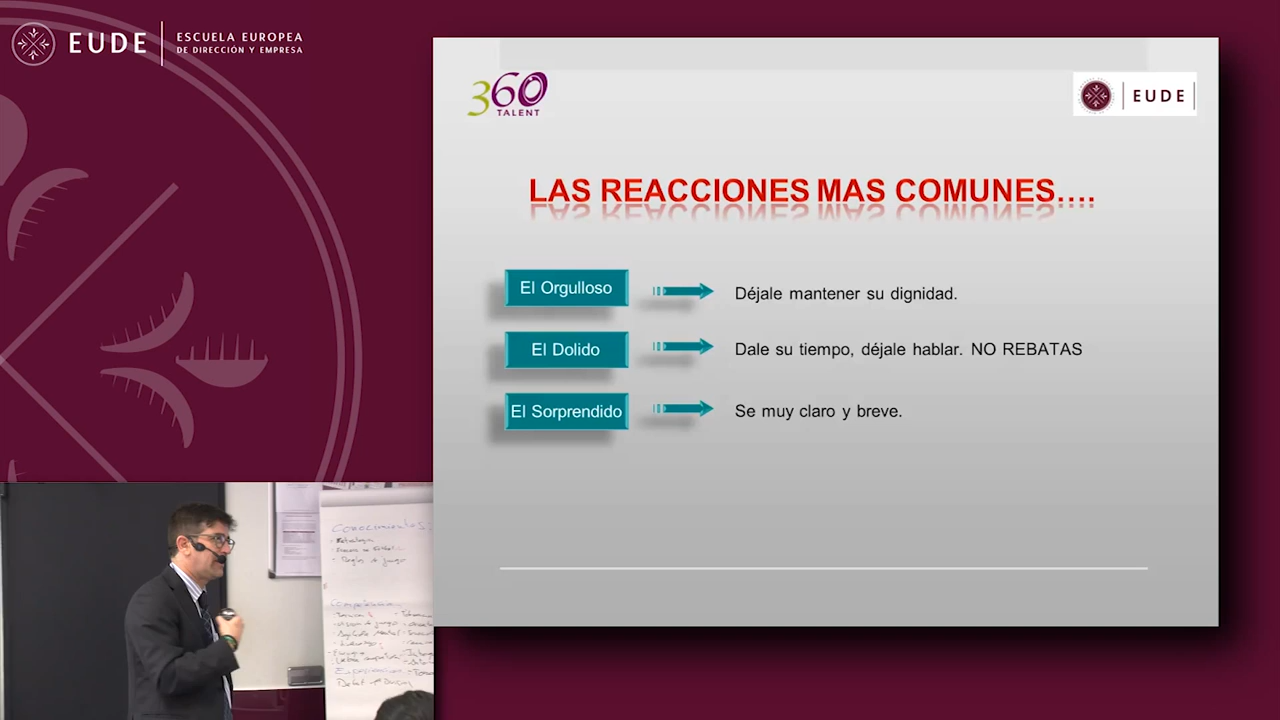 EUDE
ESCUELA EUROPEA
DE DIRECCIÓN Y EMPRESA
360
TALENT
EUDE
LAS REACCIONES MAS COMUNES....
El Orgulloso
Déjale mantener su dignidad.
El Dolido
Dale su tiempo, déjale hablar. NO REBATAS
El Sorprendido
Se muy claro y breve.
Conocimientos